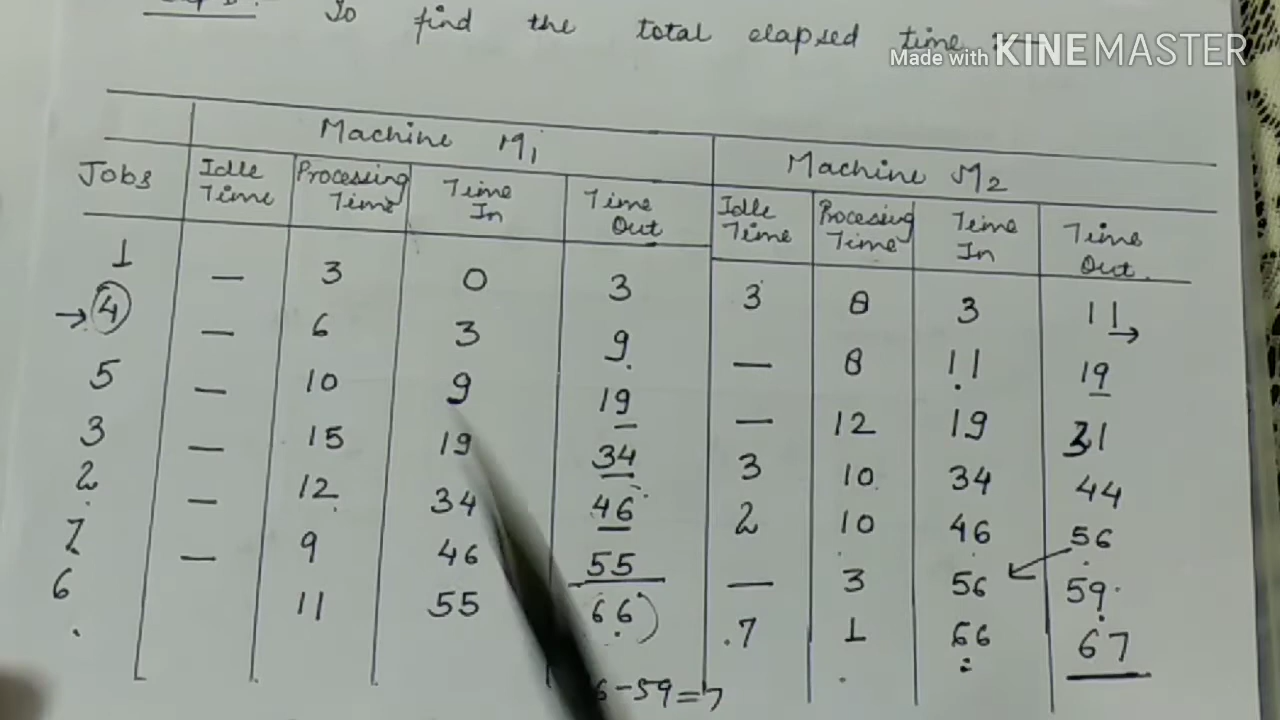 To find the total elapsed time :-
Made with KINEMASTER
Machine M1 Machine M2
Jobs Idle Time Processing Time Time In Time Out Idle Time Procesing Time Time In Time Out
1 — 3 0 3 3 8 3 11
→ 4 — 6 3 9 — 8 11 19
5 — 10 9 19 — 12 19 31
3 — 15 19 34 3 10 34 44
2 — 12 34 46 2 10 46 56
7 — 9 46 55 — 3 56 59
6 11 55 66) 7 1 66 67
-59=7